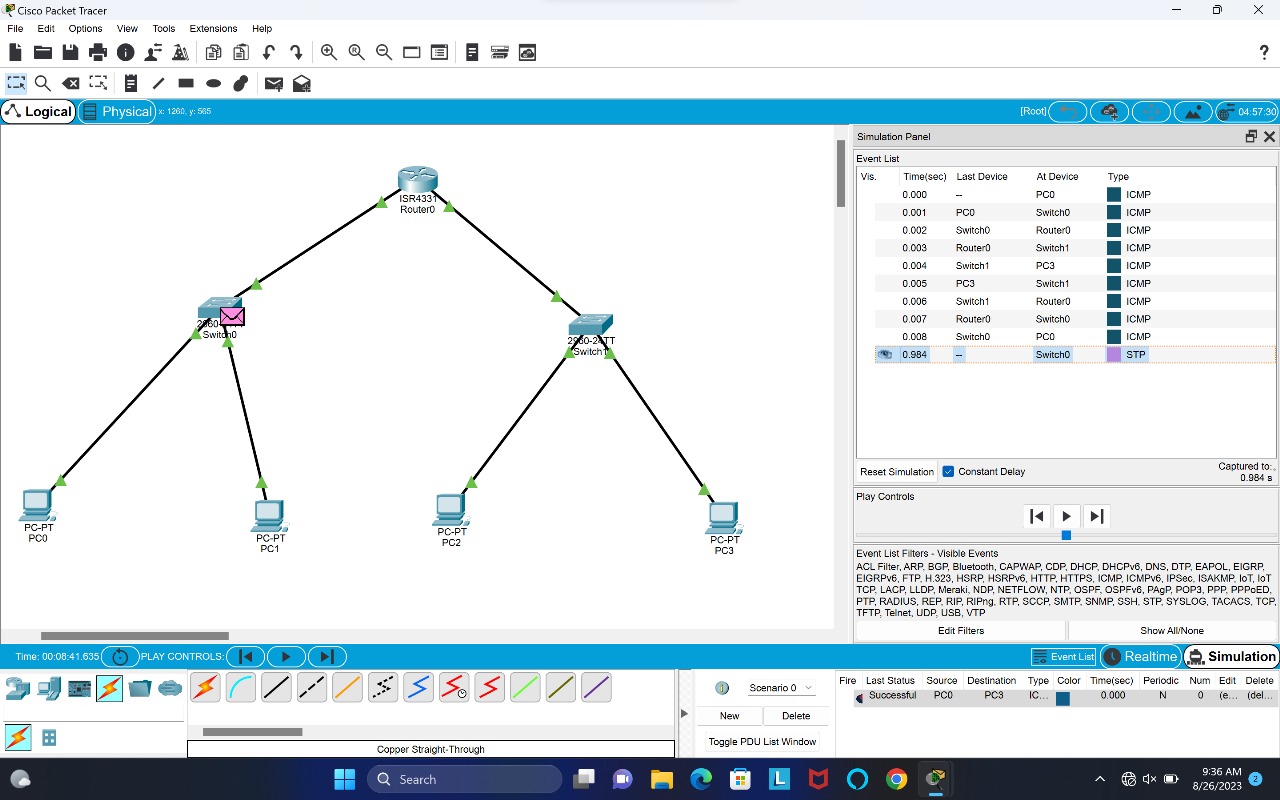 Cisco Packet Tracer
File Edit Options View Tools Extensions Help
?
Logical Physical x: 1260, y: 565 [Root] 04:57:30
Simulation Panel
Event List
Vis. Time(sec) Last Device At Device Type
0.000 -- PC0 ICMP
0.001 PC0 Switch0 ICMP
0.002 Switch0 Router0 ICMP
0.003 Router0 Switch1 ICMP
0.004 Switch1 PC3 ICMP
0.005 PC3 Switch1 ICMP
0.006 Switch1 Router0 ICMP
0.007 Router0 Switch0 ICMP
0.008 Switch0 PC0 ICMP
0.984 -- Switch0 STP
ISR4331
Router0
Switch0
2960-24TT
Switch1
PC-PT
PC0
PC-PT
PC1
PC-PT
PC2
PC-PT
PC3
Reset Simulation Constant Delay Captured to:
0.984 s
Play Controls
Event List Filters - Visible Events
ACL Filter, ARP, BGP, Bluetooth, CAPWAP, CDP, DHCP, DHCPv6, DNS, DTP, EAPOL, EIGRP,
EIGRPv6, FTP, H.323, HSRP, HSRPv6, HTTP, HTTPS, ICMP, ICMPv6, IPSec, ISAKMP, IoT, IoT
TCP, LACP, LLDP, Meraki, NDP, NETFLOW, NTP, OSPF, OSPFv6, PAgP, POP3, PPP, PPPoED,
PTP, RADIUS, REP, RIP, RIPng, RTP, SCCP, SMTP, SNMP, SSH, STP, SYSLOG, TACACS, TCP,
TFTP, Telnet, UDP, USB, VTP
Edit Filters Show All/None
Time: 00:08:41.635 PLAY CONTROLS: Event List Realtime Simulation
Scenario 0
New Delete
Toggle PDU List Window
Fire Last Status Source Destination Type Color Time(sec) Periodic Num Edit Delete
Successful PC0 PC3 IC... 0.000 N 0 (e... (del...
Copper Straight-Through
Search
L
9:36 AM
8/26/2023
2